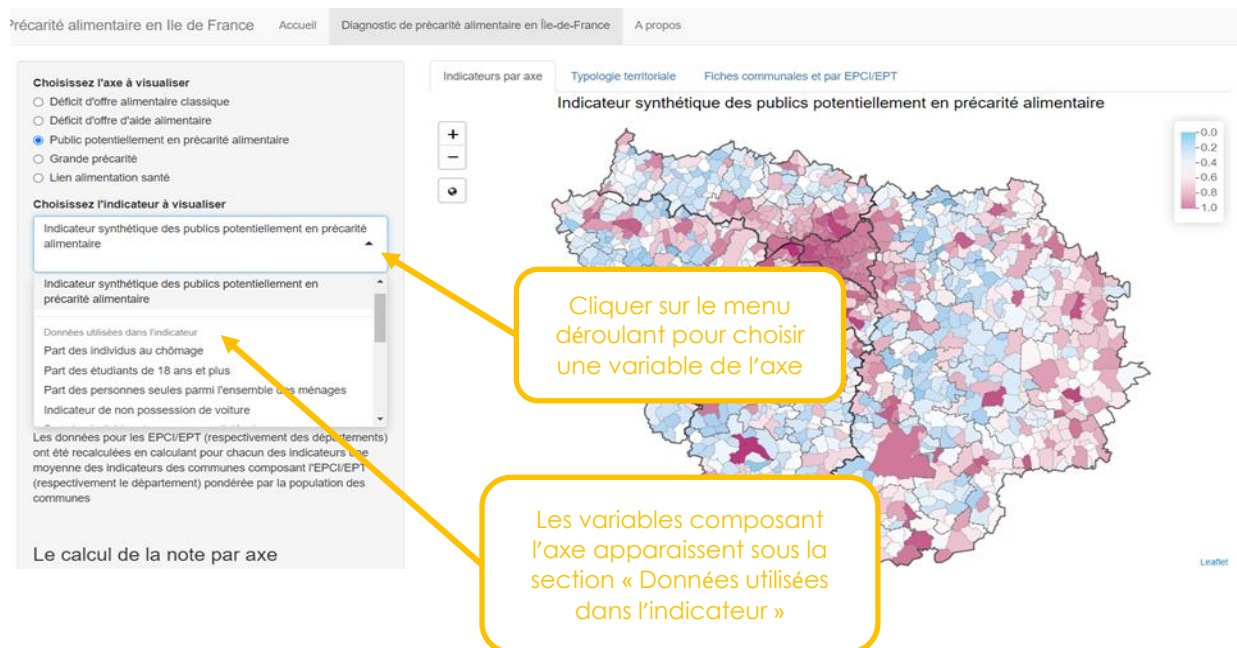 Précarité alimentaire en Ile de France Accueil Diagnostic de précarité alimentaire en Île-de-France A propos
Choisissez l'axe à visualiser
Déficit d'offre alimentaire classique
Déficit d'offre d'aide alimentaire
Public potentiellement en précarité alimentaire
Grande précarité
Lien alimentation santé
Choisissez l'indicateur à visualiser
Indicateur synthétique des publics potentiellement en précarité
alimentaire
Indicateur synthétique des publics potentiellement en
précarité alimentaire
Données utilisées dans l'indicateur
Part des individus au chômage
Part des étudiants de 18 ans et plus
Part des personnes seules parmi l'ensemble des ménages
Indicateur de non possession de voiture
Les données pour les EPCI/EPT (respectivement des départements)
ont été recalculées en calculant pour chacun des indicateurs une
moyenne des indicateurs des communes composant l'EPCI/EPT
(respectivement le département) pondérée par la population des
communes
Le calcul de la note par axe
Indicateurs par axe Typologie territoriale Fiches communales et par EPCI/EPT
Indicateur synthétique des publics potentiellement en précarité alimentaire
+
−
0.0
0.2
0.4
0.6
0.8
1.0
Cliquer sur le menu
déroulant pour choisir
une variable de l'axe
Les variables composant
l'axe apparaissent sous la
section « Données utilisées
dans l'indicateur »
Leaflet